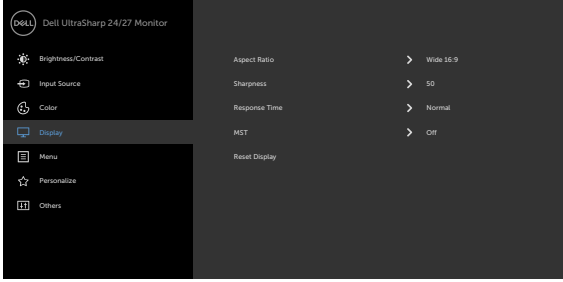 DELL Dell UltraSharp 24/27 Monitor
Brightness/Contrast
Input Source
Color
Display
Menu
Personalize
Others
Aspect Ratio Wide 16:9
Sharpness 50
Response Time Normal
MST Off
Reset Display